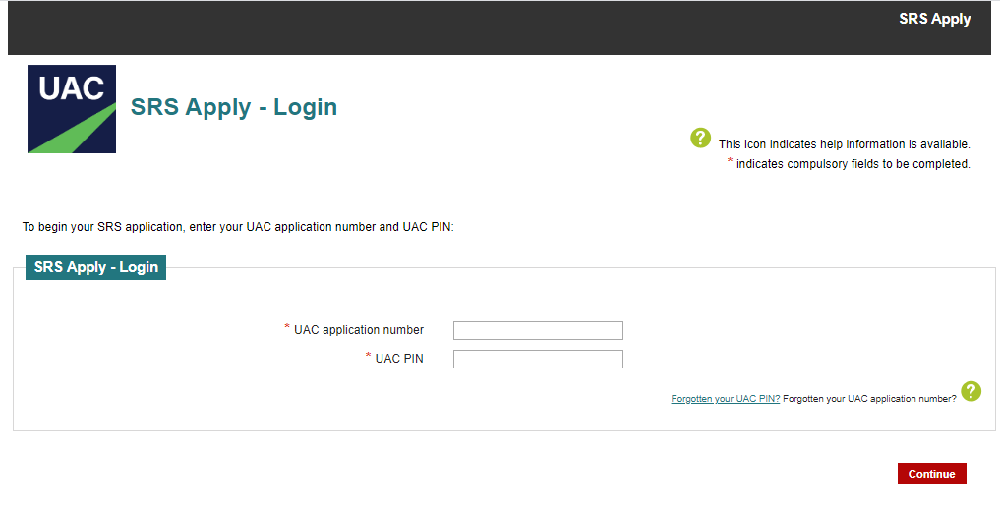 SRS Apply
UAC
SRS Apply - Login
? This icon indicates help information is available.
* indicates compulsory fields to be completed.
To begin your SRS application, enter your UAC application number and UAC PIN:
SRS Apply - Login
* UAC application number
* UAC PIN
Forgotten your UAC PIN? Forgotten your UAC application number? ?
Continue